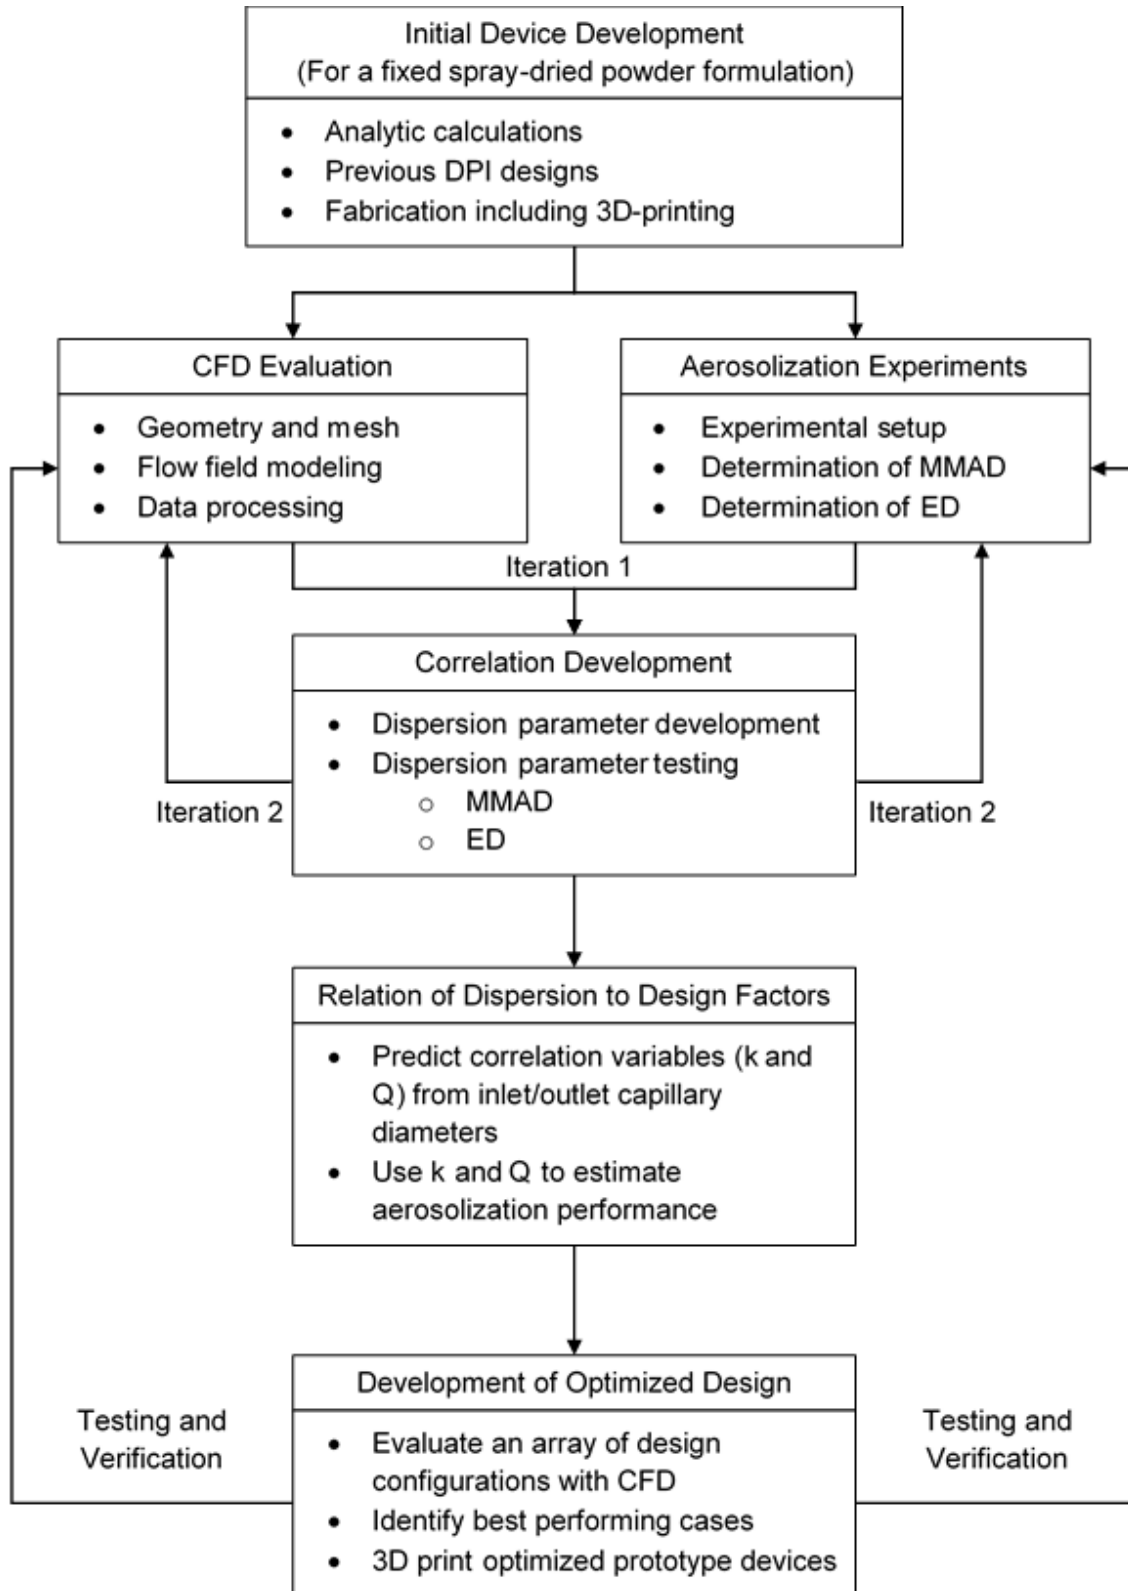 Initial Device Development
(For a fixed spray-dried powder formulation)
• Analytic calculations
• Previous DPI designs
• Fabrication including 3D-printing
CFD Evaluation
• Geometry and mesh
• Flow field modeling
• Data processing
Aerosolization Experiments
• Experimental setup
• Determination of MMAD
• Determination of ED
Iteration 1
Correlation Development
• Dispersion parameter development
• Dispersion parameter testing
○ MMAD
○ ED
Iteration 2
Iteration 2
Relation of Dispersion to Design Factors
• Predict correlation variables (k and
Q) from inlet/outlet capillary
diameters
• Use k and Q to estimate
aerosolization performance
Development of Optimized Design
• Evaluate an array of design
configurations with CFD
• Identify best performing cases
• 3D print optimized prototype devices
Testing and
Verification
Testing and
Verification